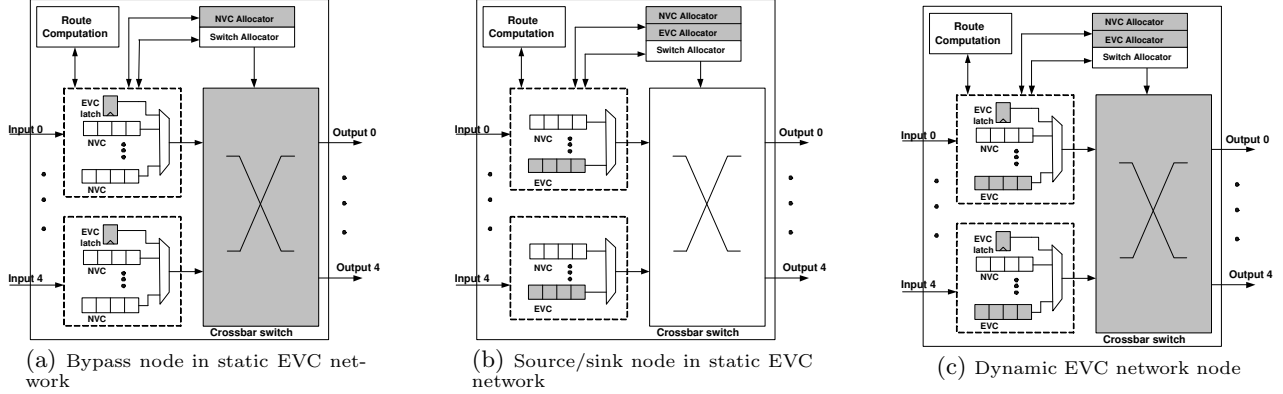 Route
Computation
NVC Allocator
Switch Allocator
EVC
latch
Input 0
NVC
NVC
Output 0
EVC
latch
Input 4
NVC
NVC
Output 4
Crossbar switch
(a) Bypass node in static EVC net-
work
Route
Computation
NVC Allocator
EVC Allocator
Switch Allocator
Input 0
NVC
EVC
Output 0
Input 4
NVC
EVC
Output 4
Crossbar switch
(b) Source/sink node in static EVC
network
Route
Computation
NVC Allocator
EVC Allocator
Switch Allocator
EVC
latch
Input 0
NVC
EVC
Output 0
EVC
latch
Input 4
NVC
EVC
Output 4
Crossbar switch
(c) Dynamic EVC network node